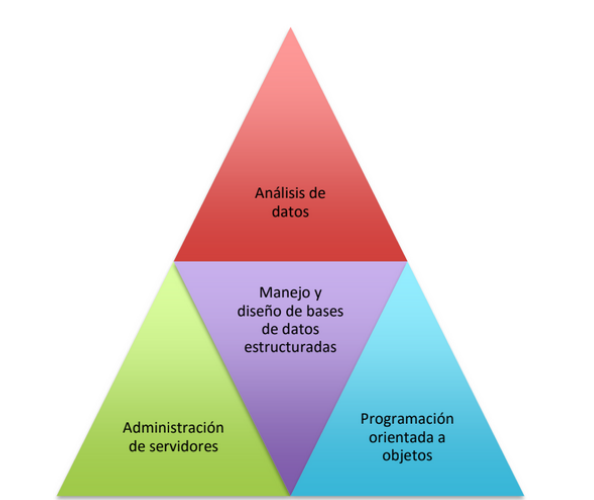 Análisis de
datos
Manejo y
diseño de bases
de datos
estructuradas
Administración
de servidores
Programación
orientada a
objetos